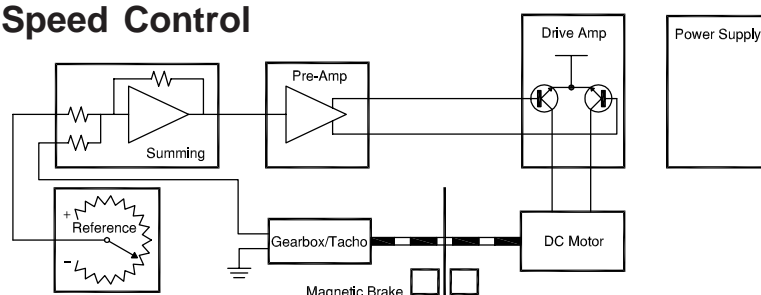 Speed Control
Drive Amp
Power Supply
Pre-Amp
Summing
+
Reference
-
Gearbox/Tacho
DC Motor
Magnetic Brake